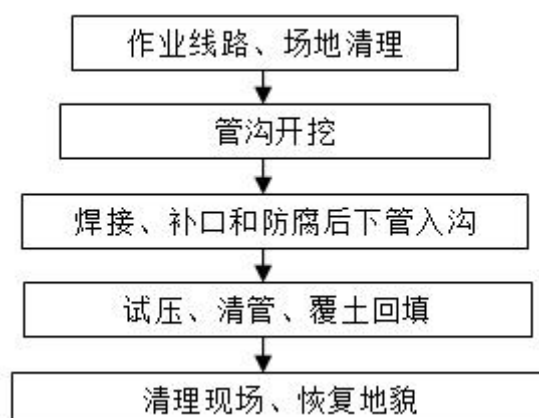 作业线路、场地清理
管沟开挖
焊接、补口和防腐后下管入沟
试压、清管、覆土回填
清理现场、恢复地貌